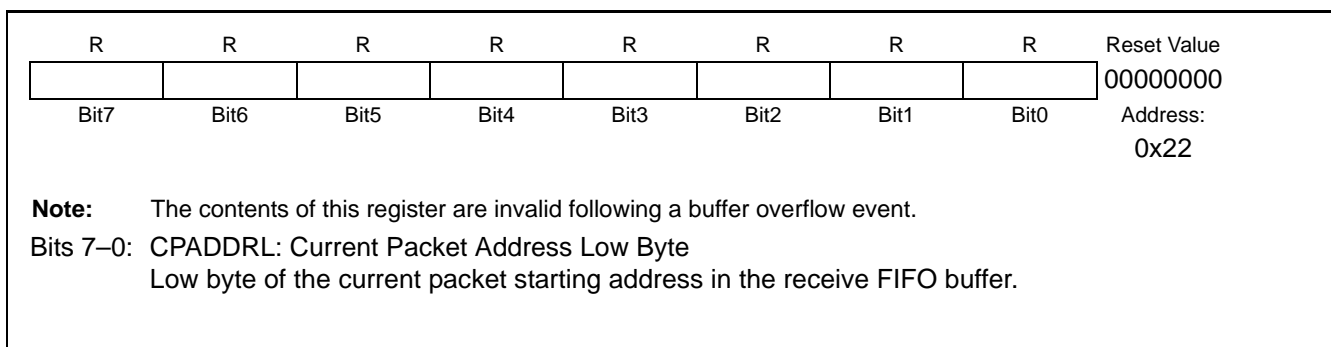 R R R R R R R R Reset Value
00000000
Bit7 Bit6 Bit5 Bit4 Bit3 Bit2 Bit1 Bit0 Address:
0x22
Note: The contents of this register are invalid following a buffer overflow event.
Bits 7–0: CPADDRL: Current Packet Address Low Byte
Low byte of the current packet starting address in the receive FIFO buffer.